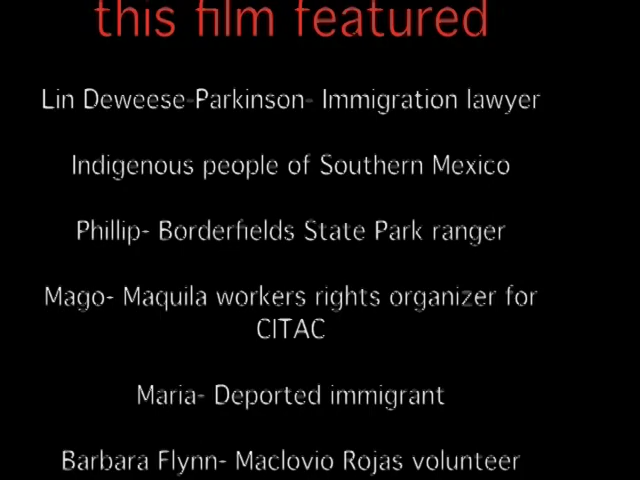 this film featured
Lin Deweese-Parkinson- Immigration lawyer
Indigenous people of Southern Mexico
Phillip- Borderfields State Park ranger
Mago- Maquila workers rights organizer for
CITAC
Maria- Deported immigrant
Barbara Flynn- Maclovio Rojas volunteer